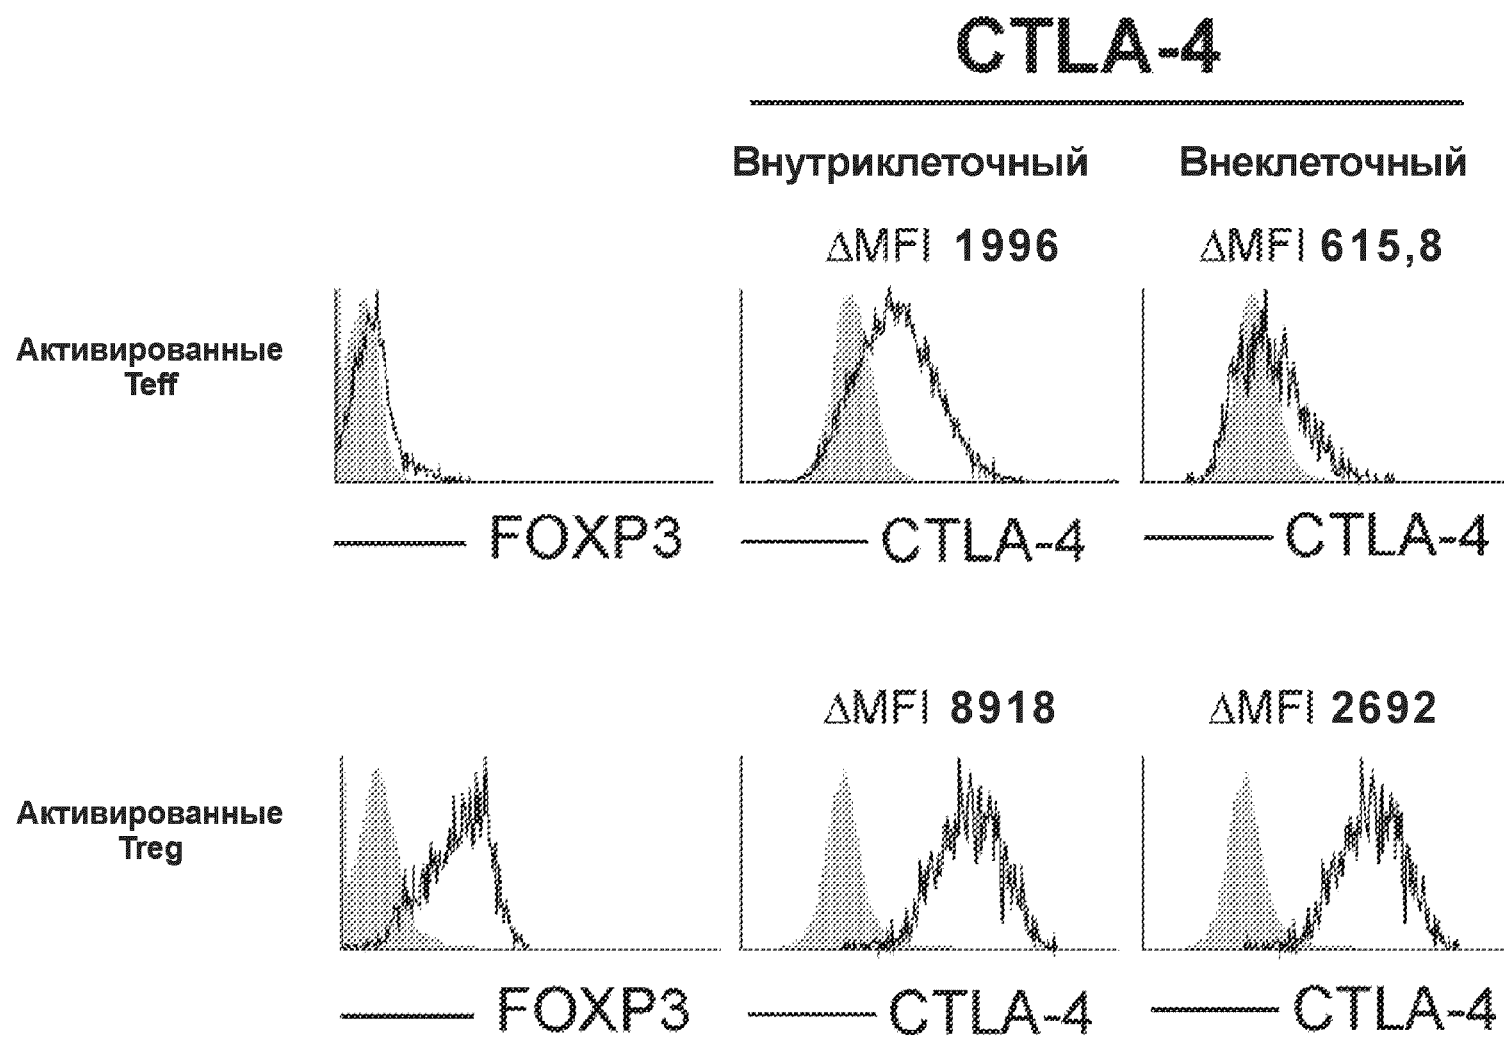 CTLA-4
Внутриклеточный
Внеклеточный
ΔMFI 1996
ΔMFI 615,8
Активированные
Teff
FOXP3
CTLA-4
CTLA-4
ΔMFI 8918
ΔMFI 2692
Активированные
Treg
FOXP3
CTLA-4
CTLA-4